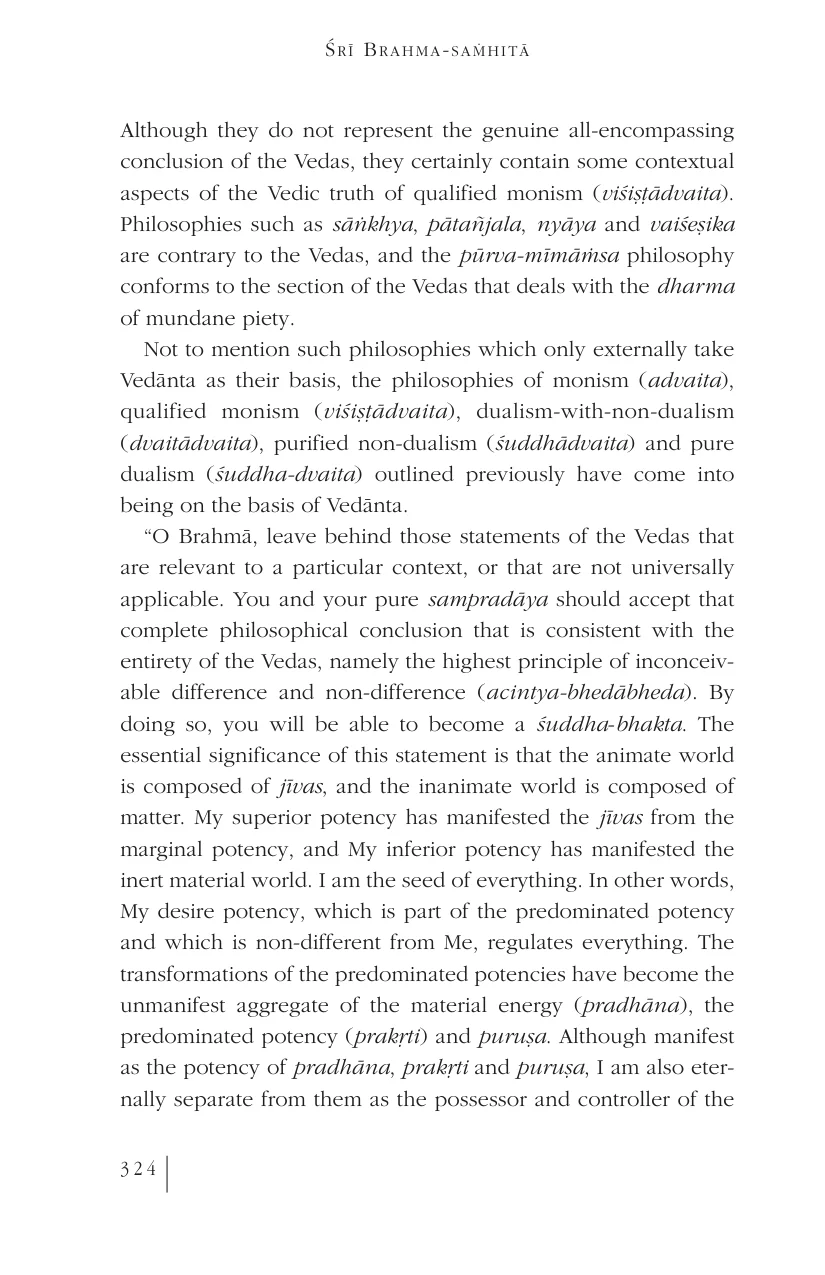 Śrī Brahma-saṁhitā
Although they do not represent the genuine all-encompassing
conclusion of the Vedas, they certainly contain some contextual
aspects of the Vedic truth of qualified monism (viśiṣṭādvaita).
Philosophies such as sāṅkhya, pātañjala, nyāya and vaiśeṣika
are contrary to the Vedas, and the pūrva-mīmāṁsa philosophy
conforms to the section of the Vedas that deals with the dharma
of mundane piety.
Not to mention such philosophies which only externally take
Vedānta as their basis, the philosophies of monism (advaita),
qualified monism (viśiṣṭādvaita), dualism-with-non-dualism
(dvaitādvaita), purified non-dualism (śuddhādvaita) and pure
dualism (śuddha-dvaita) outlined previously have come into
being on the basis of Vedānta.
“O Brahmā, leave behind those statements of the Vedas that
are relevant to a particular context, or that are not universally
applicable. You and your pure sampradāya should accept that
complete philosophical conclusion that is consistent with the
entirety of the Vedas, namely the highest principle of inconceiv-
able difference and non-difference (acintya-bhedābheda). By
doing so, you will be able to become a śuddha-bhakta. The
essential significance of this statement is that the animate world
is composed of jīvas, and the inanimate world is composed of
matter. My superior potency has manifested the jīvas from the
marginal potency, and My inferior potency has manifested the
inert material world. I am the seed of everything. In other words,
My desire potency, which is part of the predominated potency
and which is non-different from Me, regulates everything. The
transformations of the predominated potencies have become the
unmanifest aggregate of the material energy (pradhāna), the
predominated potency (prakṛti) and puruṣa. Although manifest
as the potency of pradhāna, prakṛti and puruṣa, I am also eter-
nally separate from them as the possessor and controller of the
324